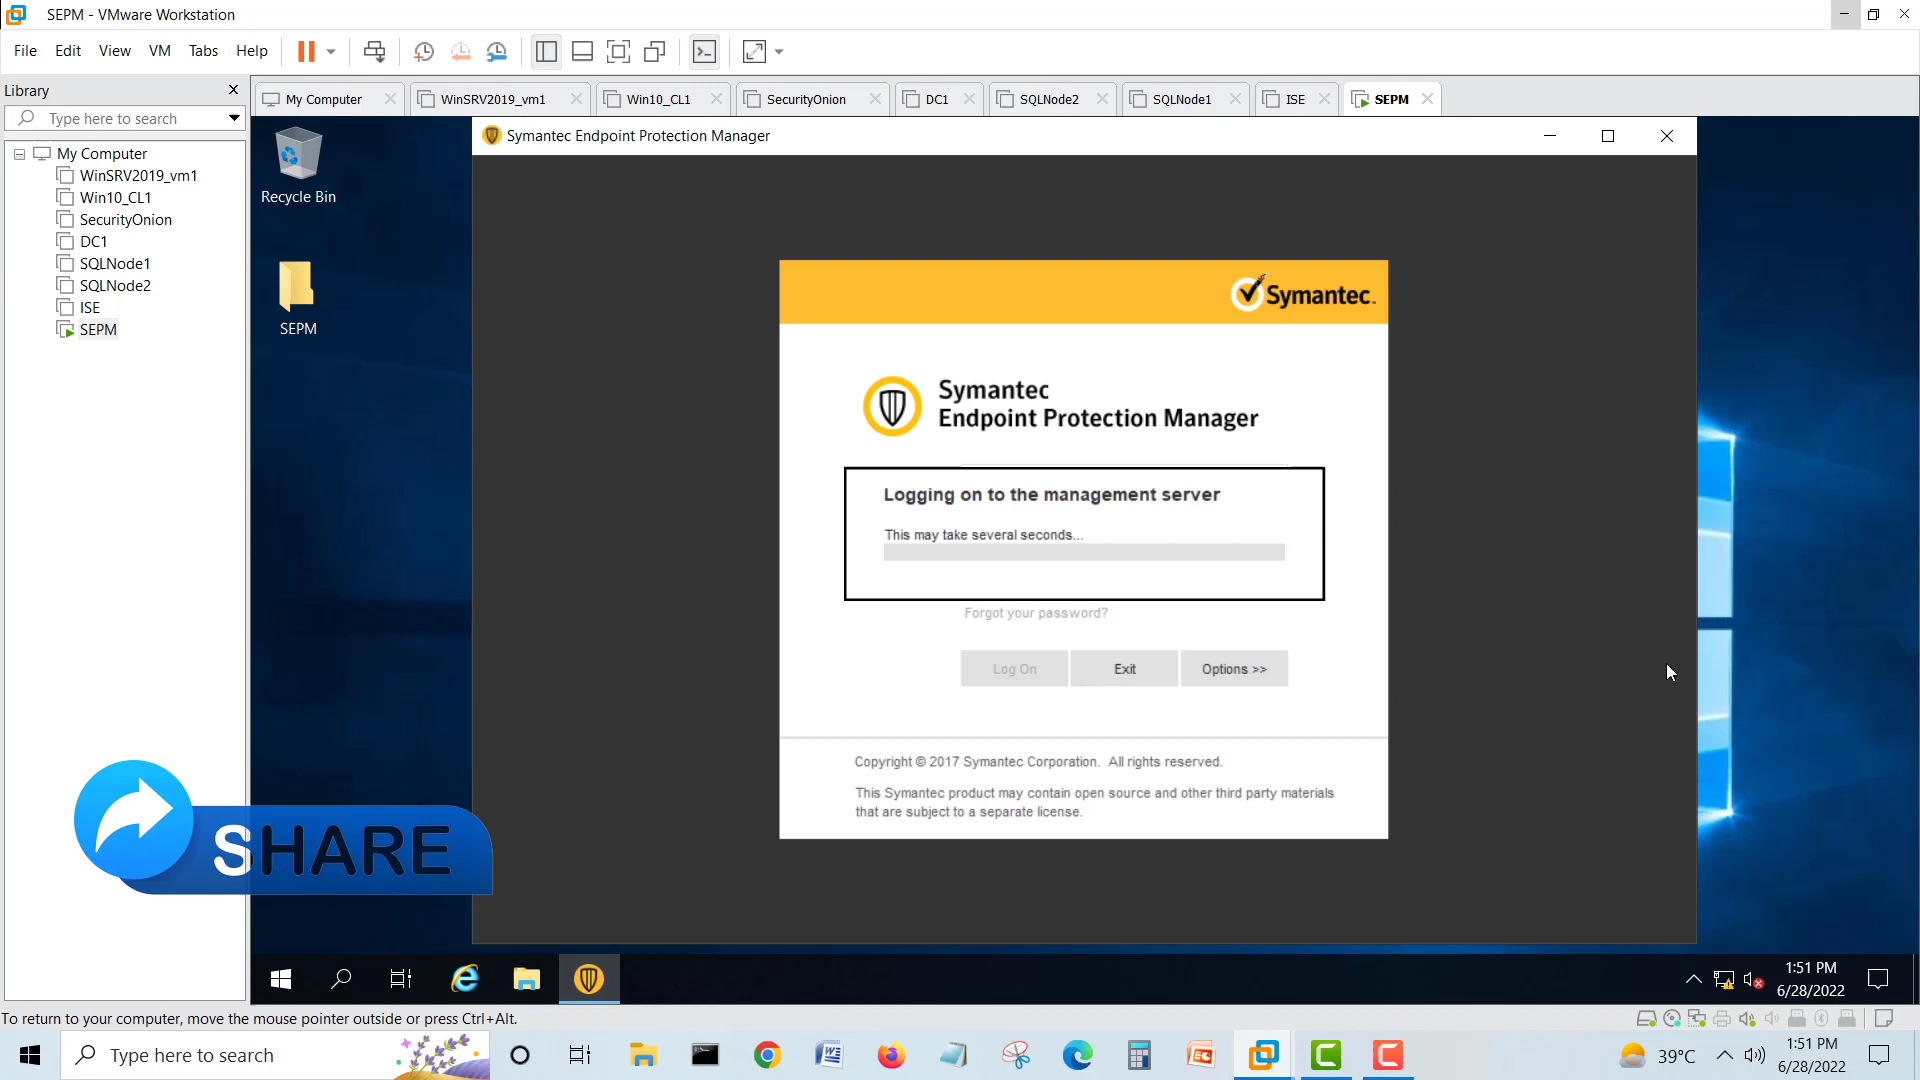 SEPM - VMware Workstation
File Edit View VM Tabs Help
Library
Type here to search
My Computer
WinSRV2019_vm1
Win10_CL1
SecurityOnion
DC1
SQLNode1
SQLNode2
ISE
SEPM
My Computer WinSRV2019_vm1 Win10_CL1 SecurityOnion DC1 SQLNode2 SQLNode1 ISE SEPM
Recycle Bin
SEPM
Symantec Endpoint Protection Manager
Symantec.
Symantec
Endpoint Protection Manager
Logging on to the management server
This may take several seconds...
Forgot your password?
Log On Exit Options >>
Copyright © 2017 Symantec Corporation. All rights reserved.
This Symantec product may contain open source and other third party materials
that are subject to a separate license.
SHARE
1:51 PM
6/28/2022
To return to your computer, move the mouse pointer outside or press Ctrl+Alt.
Type here to search
39°C
1:51 PM
6/28/2022